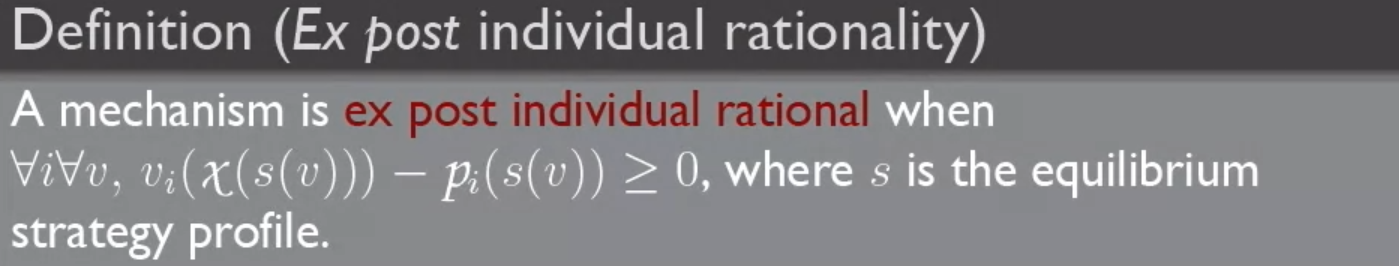 Definition (Ex post individual rationality)
A mechanism is ex post individual rational when
∀i∀v, vᵢ(χ(s(v))) − pᵢ(s(v)) ≥ 0, where s is the equilibrium
strategy profile.